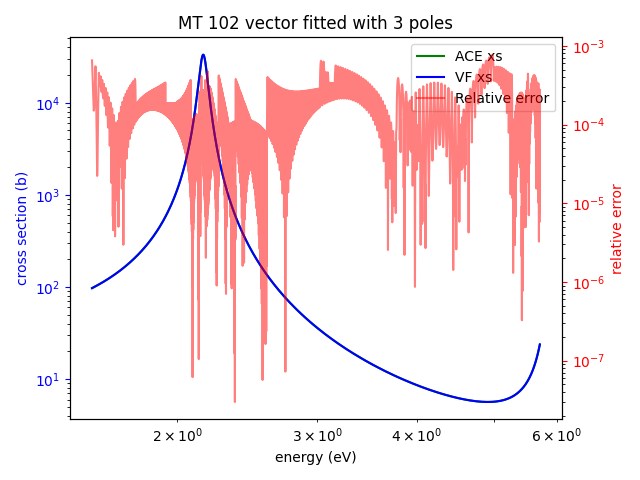 MT 102 vector fitted with 3 poles
ACE xs
VF xs
Relative error
10⁴
10³
10²
10¹
cross section (b)
10⁻³
10⁻⁴
10⁻⁵
10⁻⁶
10⁻⁷
relative error
2 × 10⁰
3 × 10⁰
4 × 10⁰
6 × 10⁰
energy (eV)